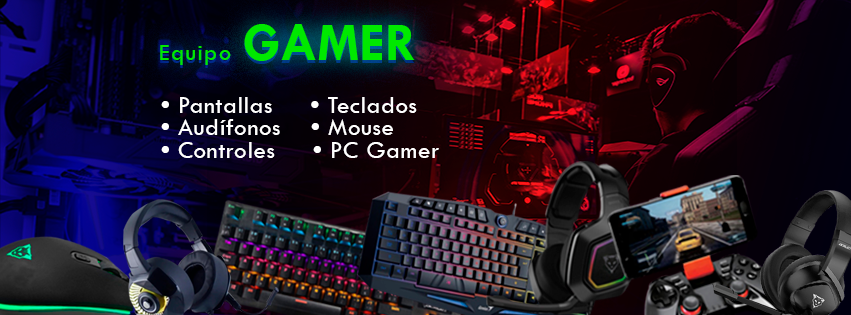 Equipo GAMER
• Pantallas
• Audífonos
• Controles
• Teclados
• Mouse
• PC Gamer